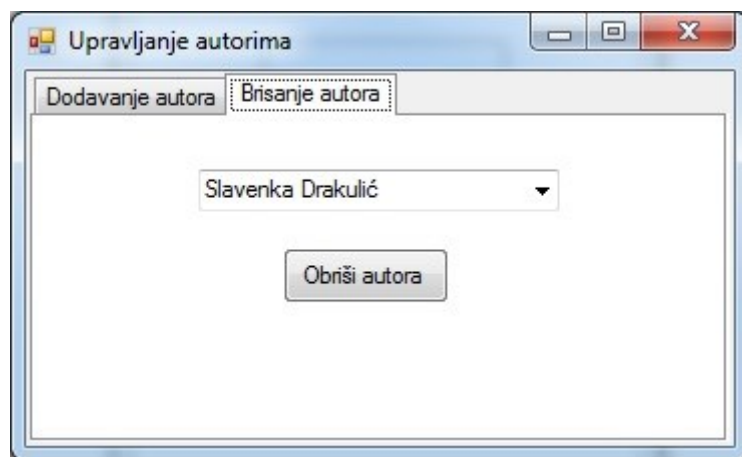 Upravljanje autorima
Dodavanje autora
Brisanje autora
Slavenka Drakulić
Obriši autora